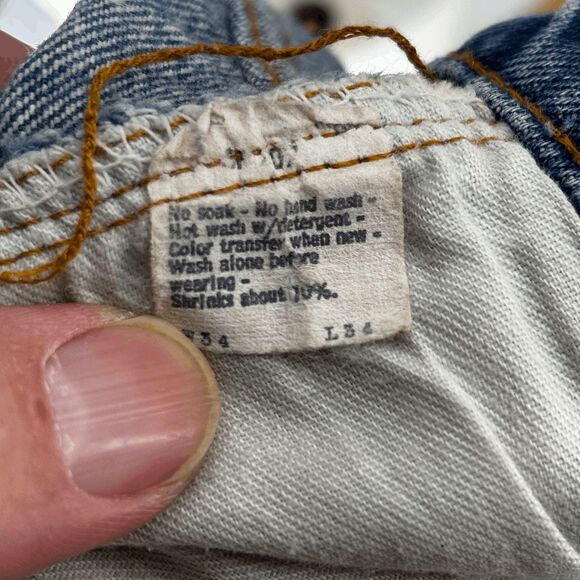 No soak - No hand wash -
Hot wash w/detergent -
Color transfer when new -
Wash alone before
wearing -
Shrinks about 10%.
W34 L34